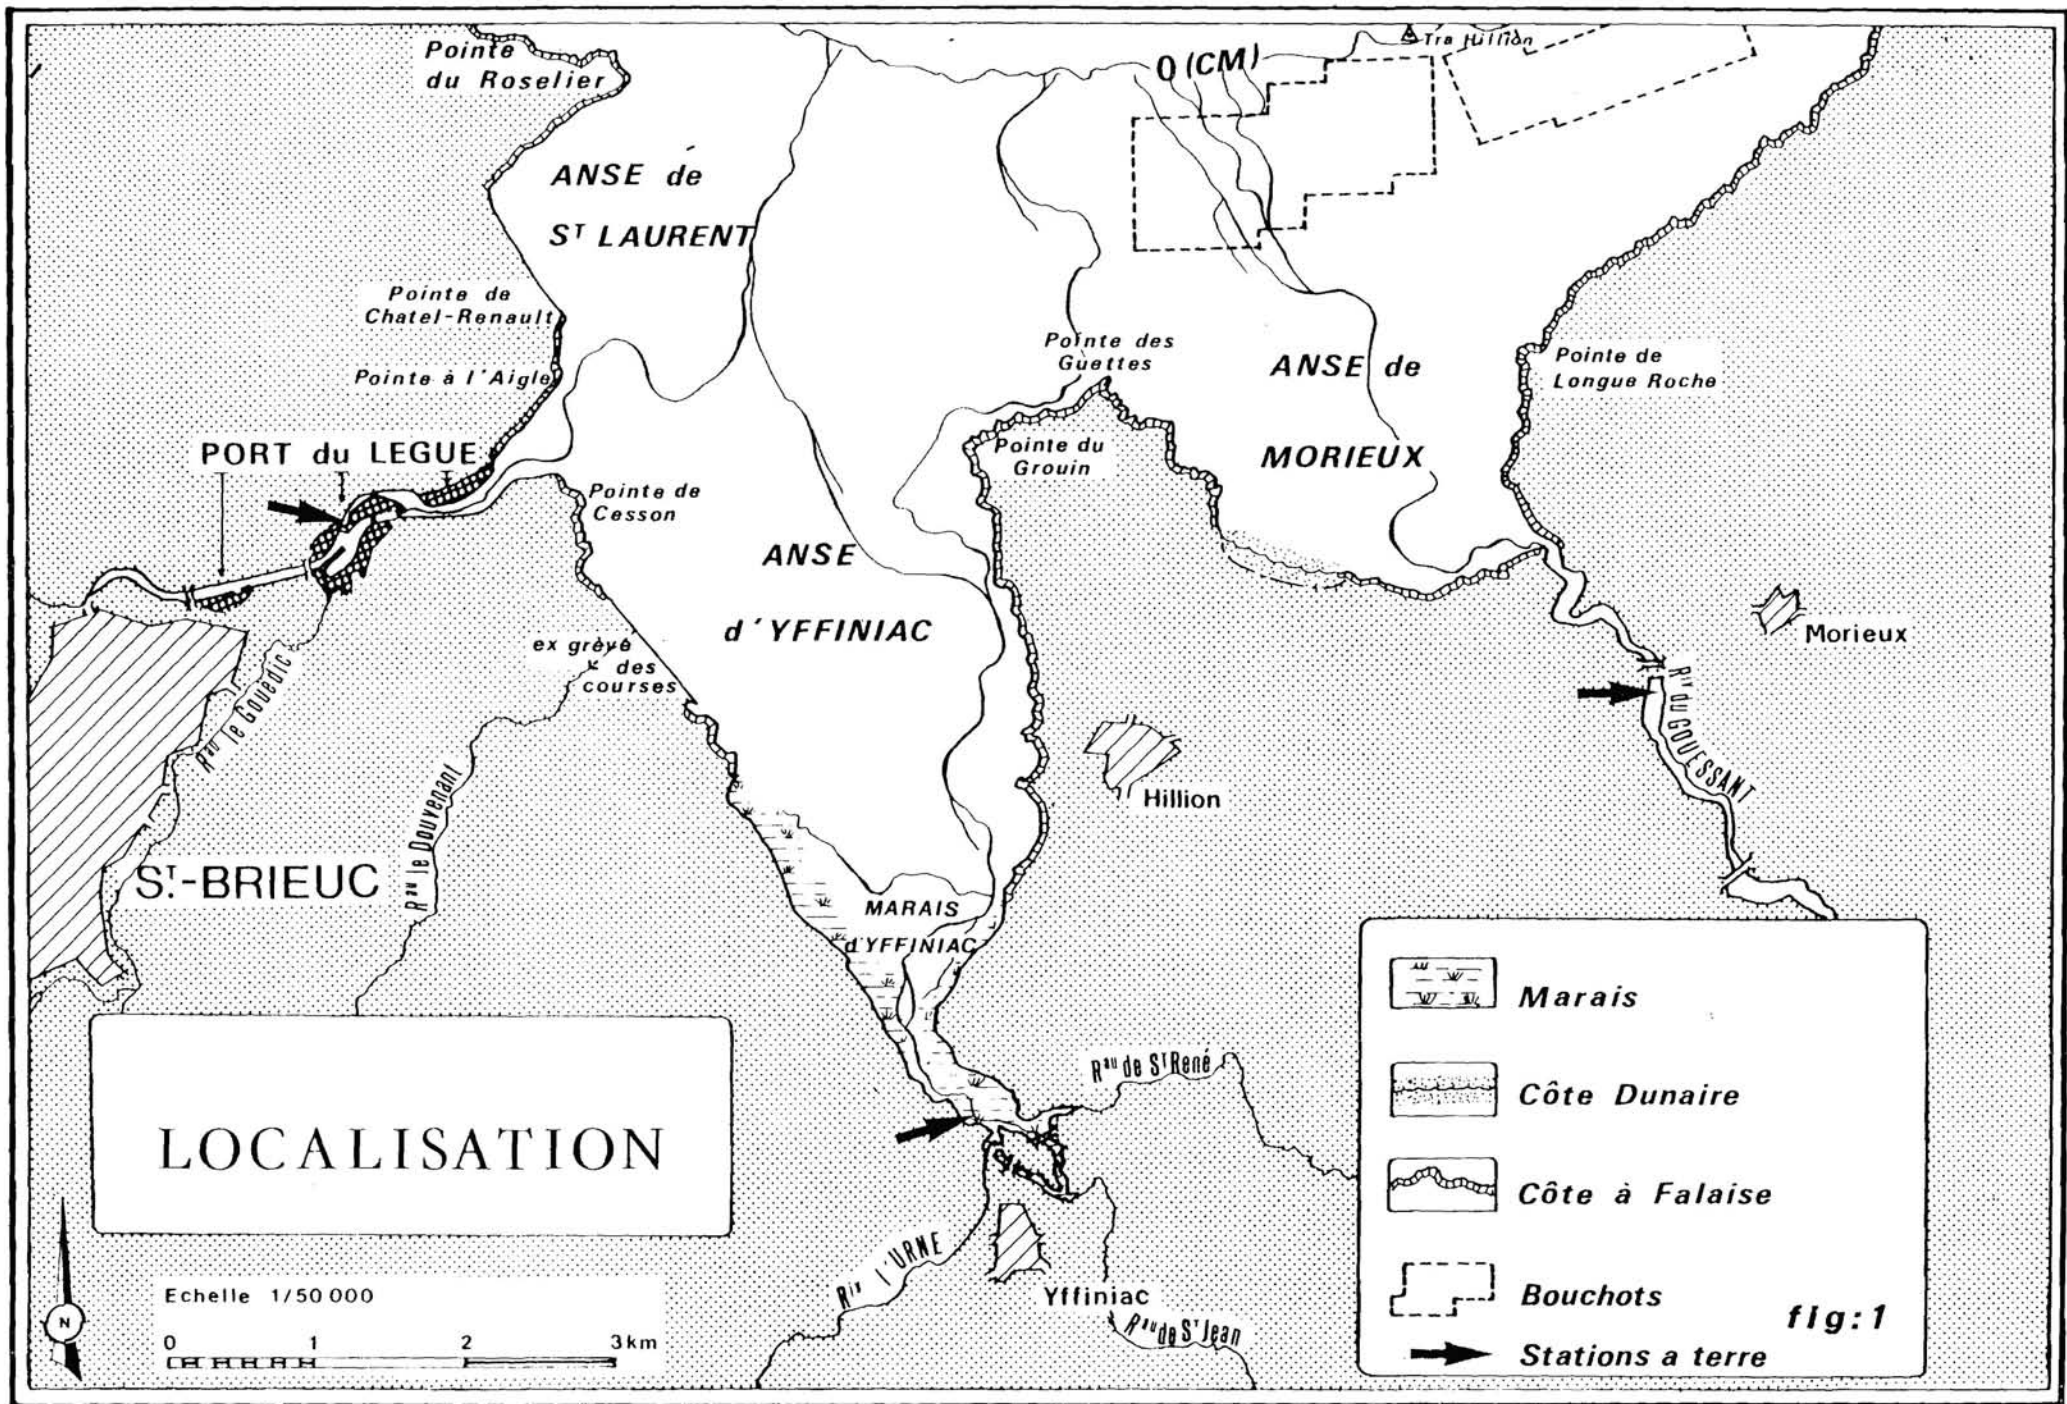 Pointe
du Roselier
Tra Hillion
0 (CM)
ANSE de
Sᵀ LAURENT
Pointe de
Chatel-Renault
Pointe à l'Aigle
Pointe des
Guettes
ANSE de
MORIEUX
Pointe de
Longue Roche
PORT du LEGUE
Pointe du
Grouin
Pointe de
Cesson
ANSE
d'YFFINIAC
ex grève
des
courses
Morieux
Rᵃᵘ le Gouëdic
Rⁱᵛ du GOUESSANT
Hillion
Rᵃᵘ le Douvenant
Sᵀ-BRIEUC
MARAIS
d'YFFINIAC
Rᵃᵘ de Sᵀ René
LOCALISATION
Rⁱᵛ l'URNE
Yffiniac
Rᵃᵘ de Sᵀ Jean
N
Echelle 1/50 000
0 1 2 3km
Marais
Côte Dunaire
Côte à Falaise
Bouchots
fig:1
Stations a terre